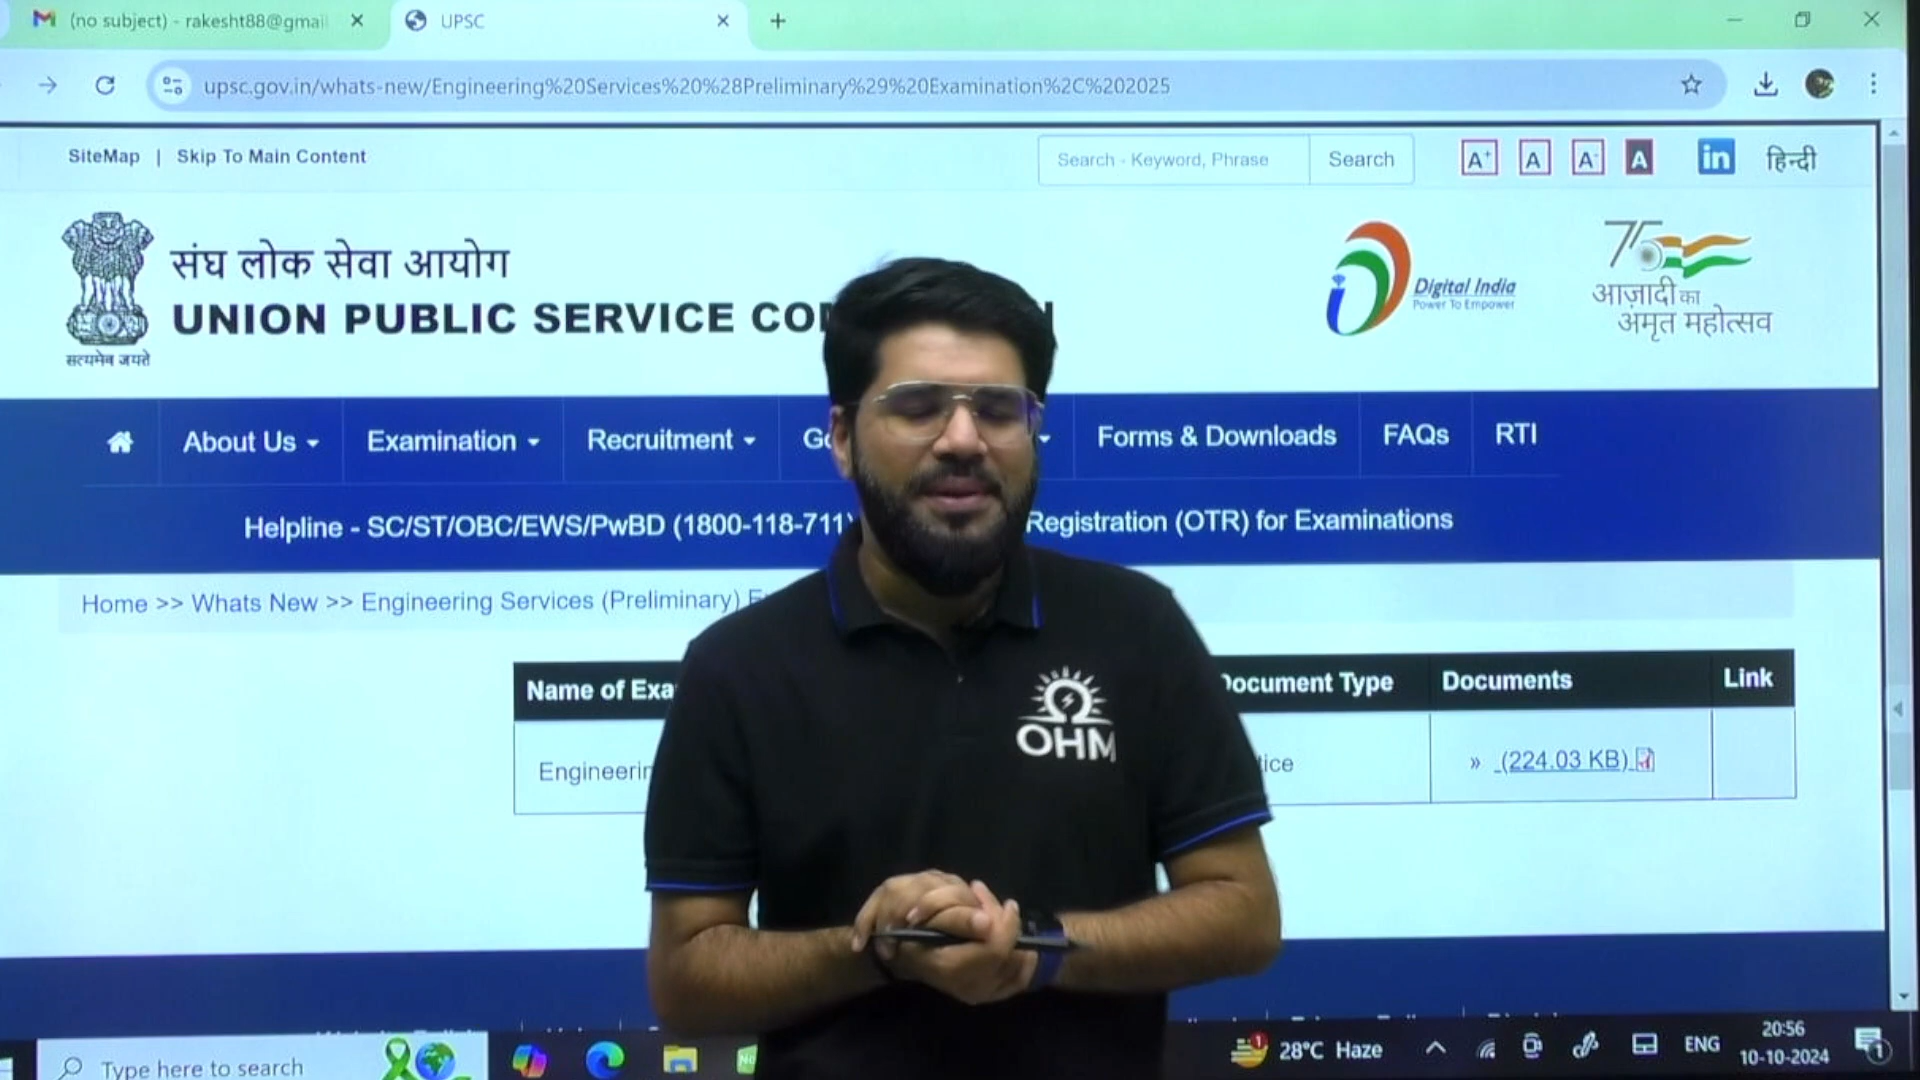 (no subject) - rakesht88@gmail
UPSC
upsc.gov.in/whats-new/Engineering%20Services%20%28Preliminary%29%20Examination%2C%202025
SiteMap | Skip To Main Content
Search - Keyword, Phrase
Search
A+ A A- A
in
हिन्दी
संघ लोक सेवा आयोग
UNION PUBLIC SERVICE
सत्यमेव जयते
Digital India
Power To Empower
75
आज़ादी का
अमृत महोत्सव
About Us
Examination
Recruitment
Forms & Downloads
FAQs
RTI
Helpline - SC/ST/OBC/EWS/PwBD (1800-118-711)
Registration (OTR) for Examinations
Home >> Whats New >> Engineering Services (Preliminary)
Name of
Document Type
Documents
Link
» (224.03 KB)
OHM
Type here to search
1
28°C Haze
ENG
20:56
10-10-2024
1